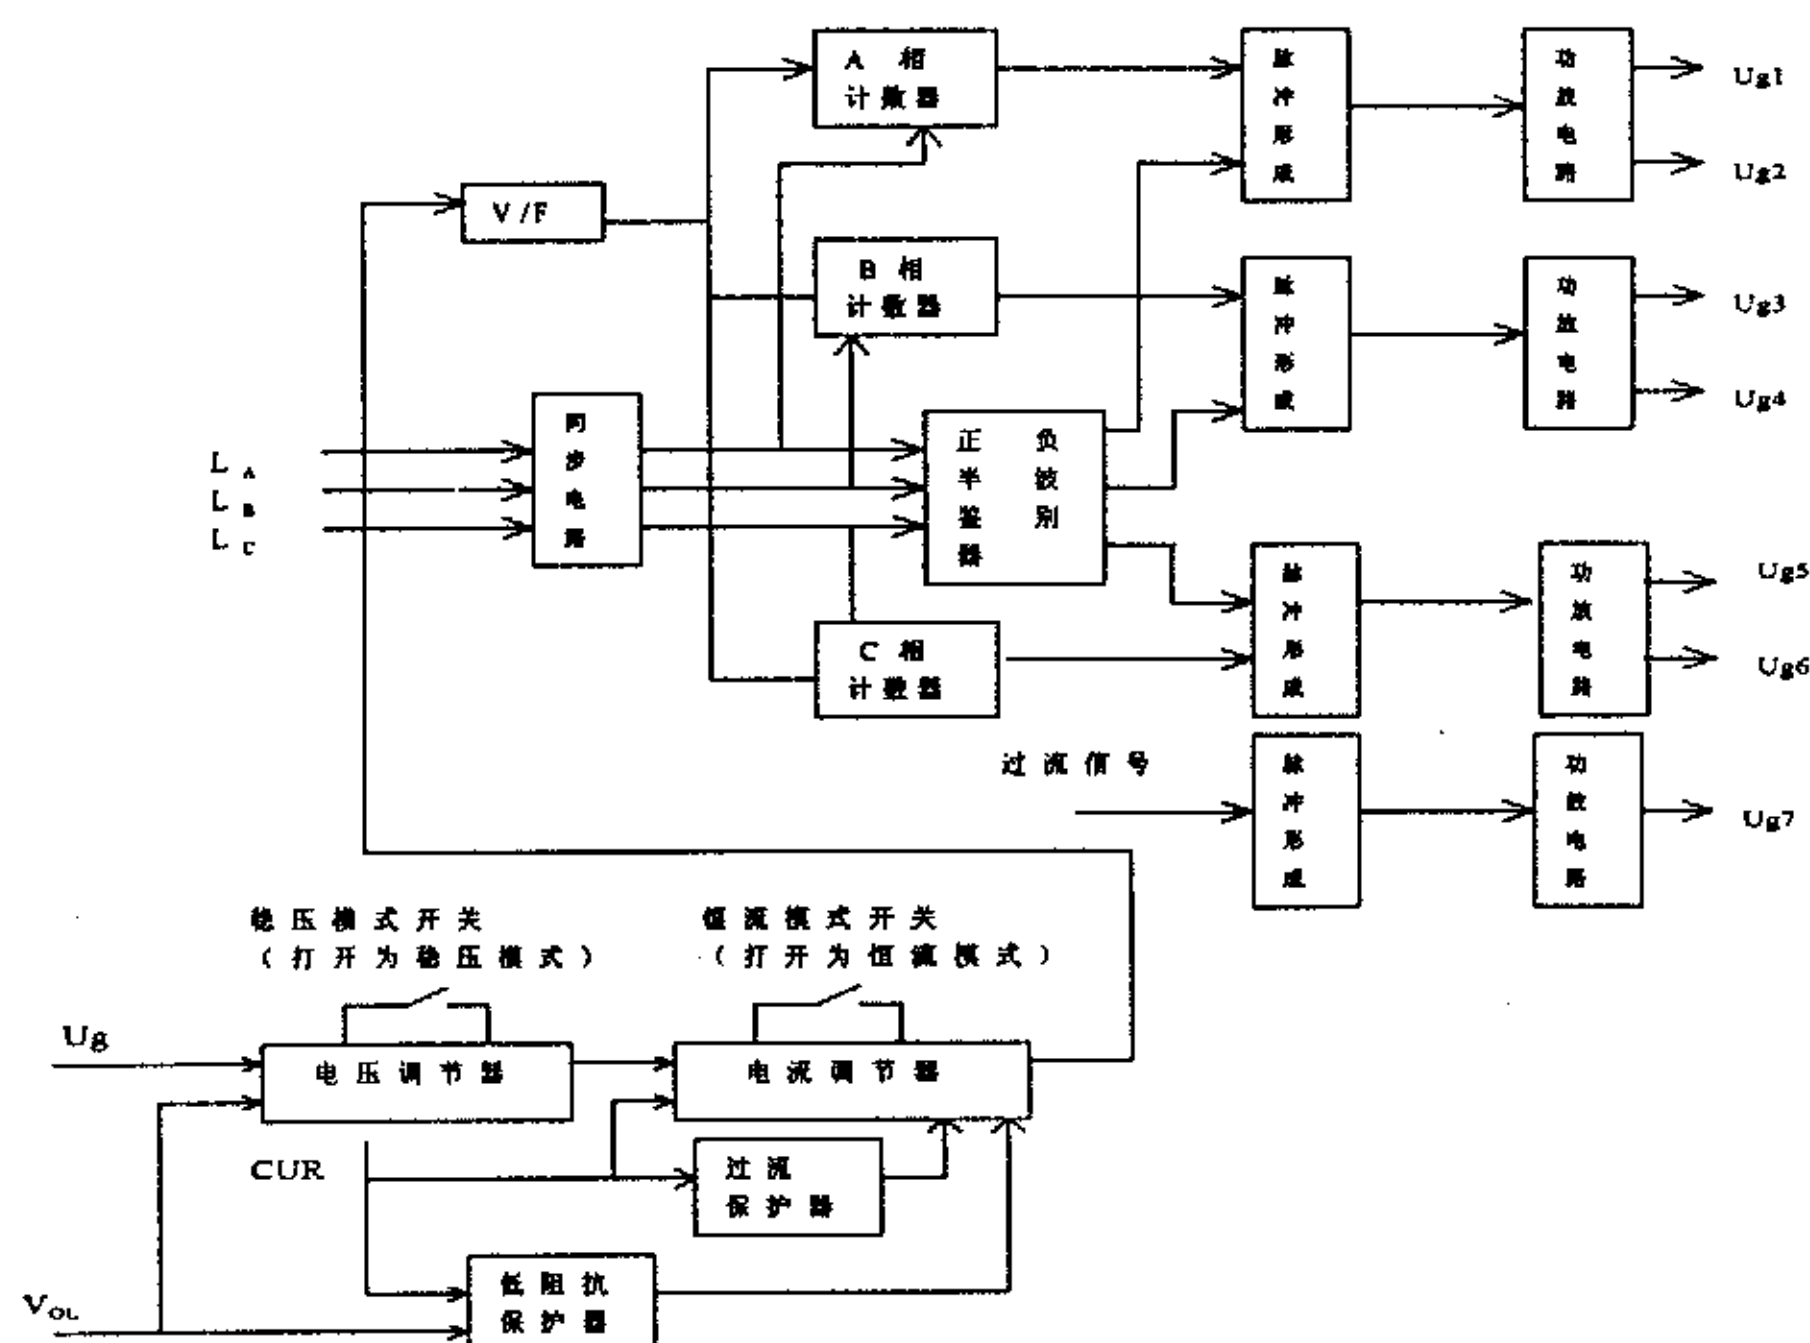 A 相
计数器
脉
冲
形
成
功
放
电
路
Ug1
Ug2
V/F
B 相
计数器
脉
冲
形
成
功
放
电
路
Ug3
Ug4
同
步
电
路
正 负
半 波
鉴 别
器
L A
L B
L C
C 相
计数器
脉
冲
形
成
功
放
电
路
Ug5
Ug6
过流信号
脉
冲
形
成
功
放
电
路
Ug7
稳压模式开关
(打开为稳压模式)
恒流模式开关
(打开为恒流模式)
Ug
电压调节器
电流调节器
CUR
过流
保护器
低阻抗
保护器
VOL